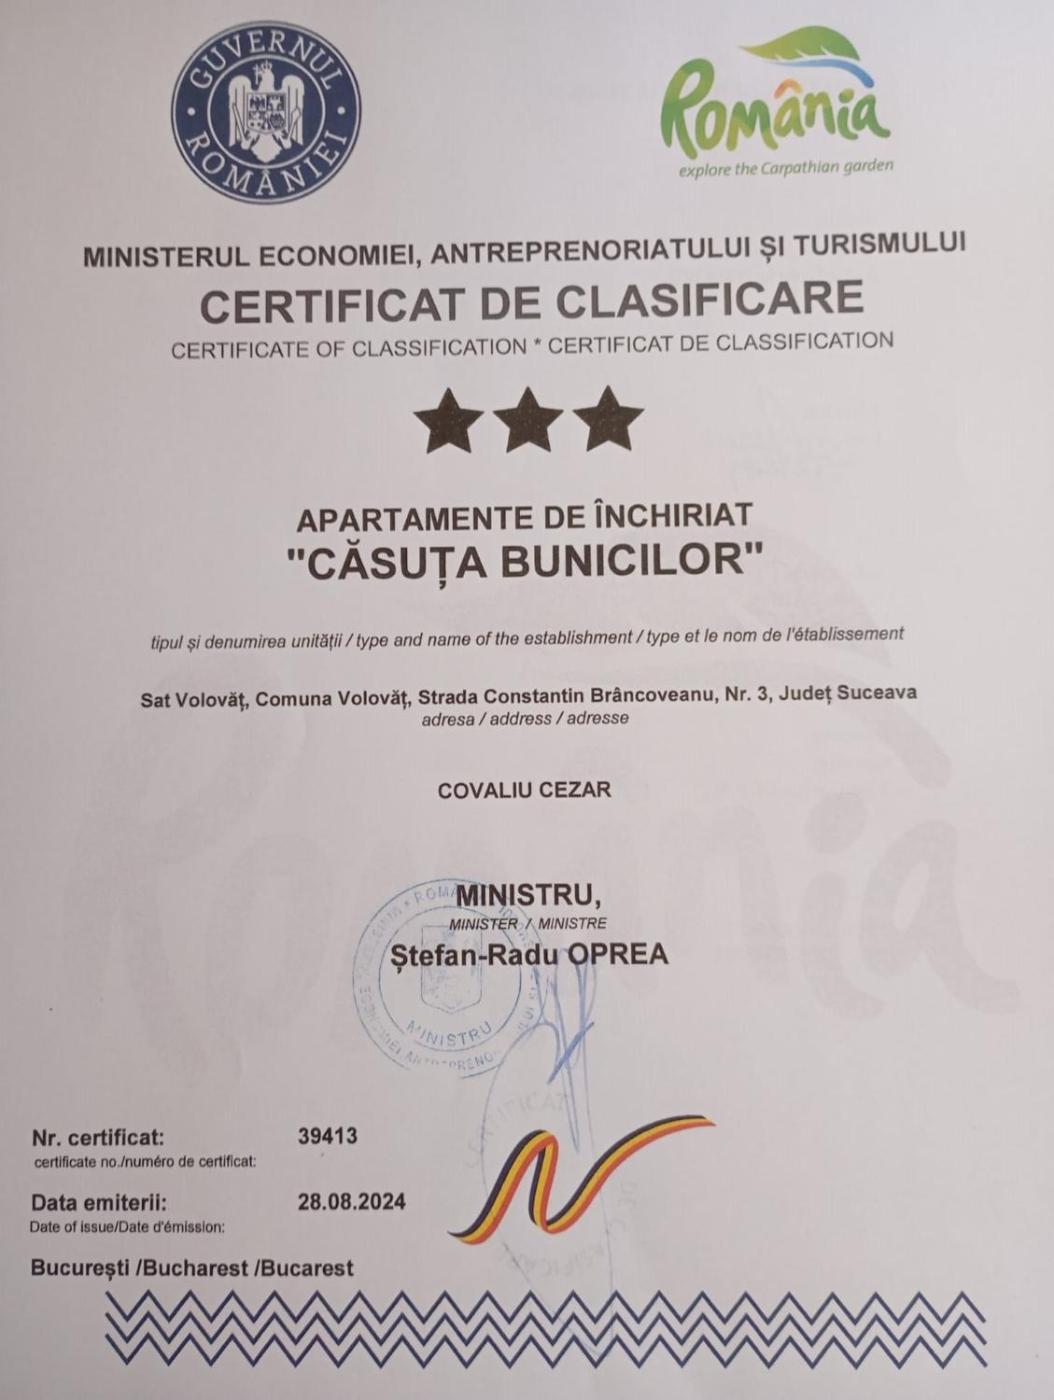 GUVERNUL ROMÂNIEI
România
explore the Carpathian garden
MINISTERUL ECONOMIEI, ANTREPRENORIATULUI ȘI TURISMULUI
CERTIFICAT DE CLASIFICARE
CERTIFICATE OF CLASSIFICATION * CERTIFICAT DE CLASSIFICATION
APARTAMENTE DE ÎNCHIRIAT
"CĂSUȚA BUNICILOR"
tipul și denumirea unității / type and name of the establishment / type et le nom de l'établissement
Sat Volovăț, Comuna Volovăț, Strada Constantin Brâncoveanu, Nr. 3, Județ Suceava
adresa / address / adresse
COVALIU CEZAR
MINISTRU,
MINISTER / MINISTRE
Ștefan-Radu OPREA
MINISTRU
Nr. certificat: 39413
certificate no./numéro de certificat:
Data emiterii: 28.08.2024
Date of issue/Date d'émission:
București /Bucharest /Bucarest